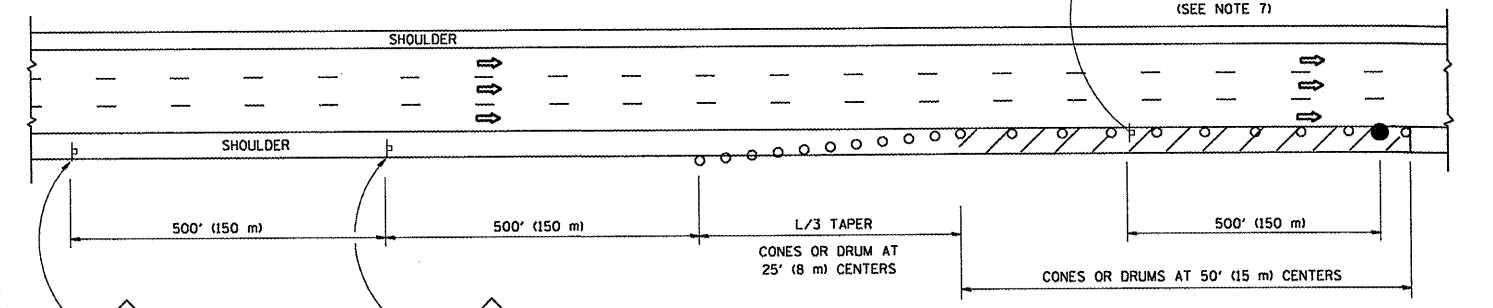 (SEE NOTE 7)
SHOULDER
SHOULDER
500' (150 m)
500' (150 m)
L/3 TAPER
CONES OR DRUM AT
25' (8 m) CENTERS
500' (150 m)
CONES OR DRUMS AT 50' (15 m) CENTERS